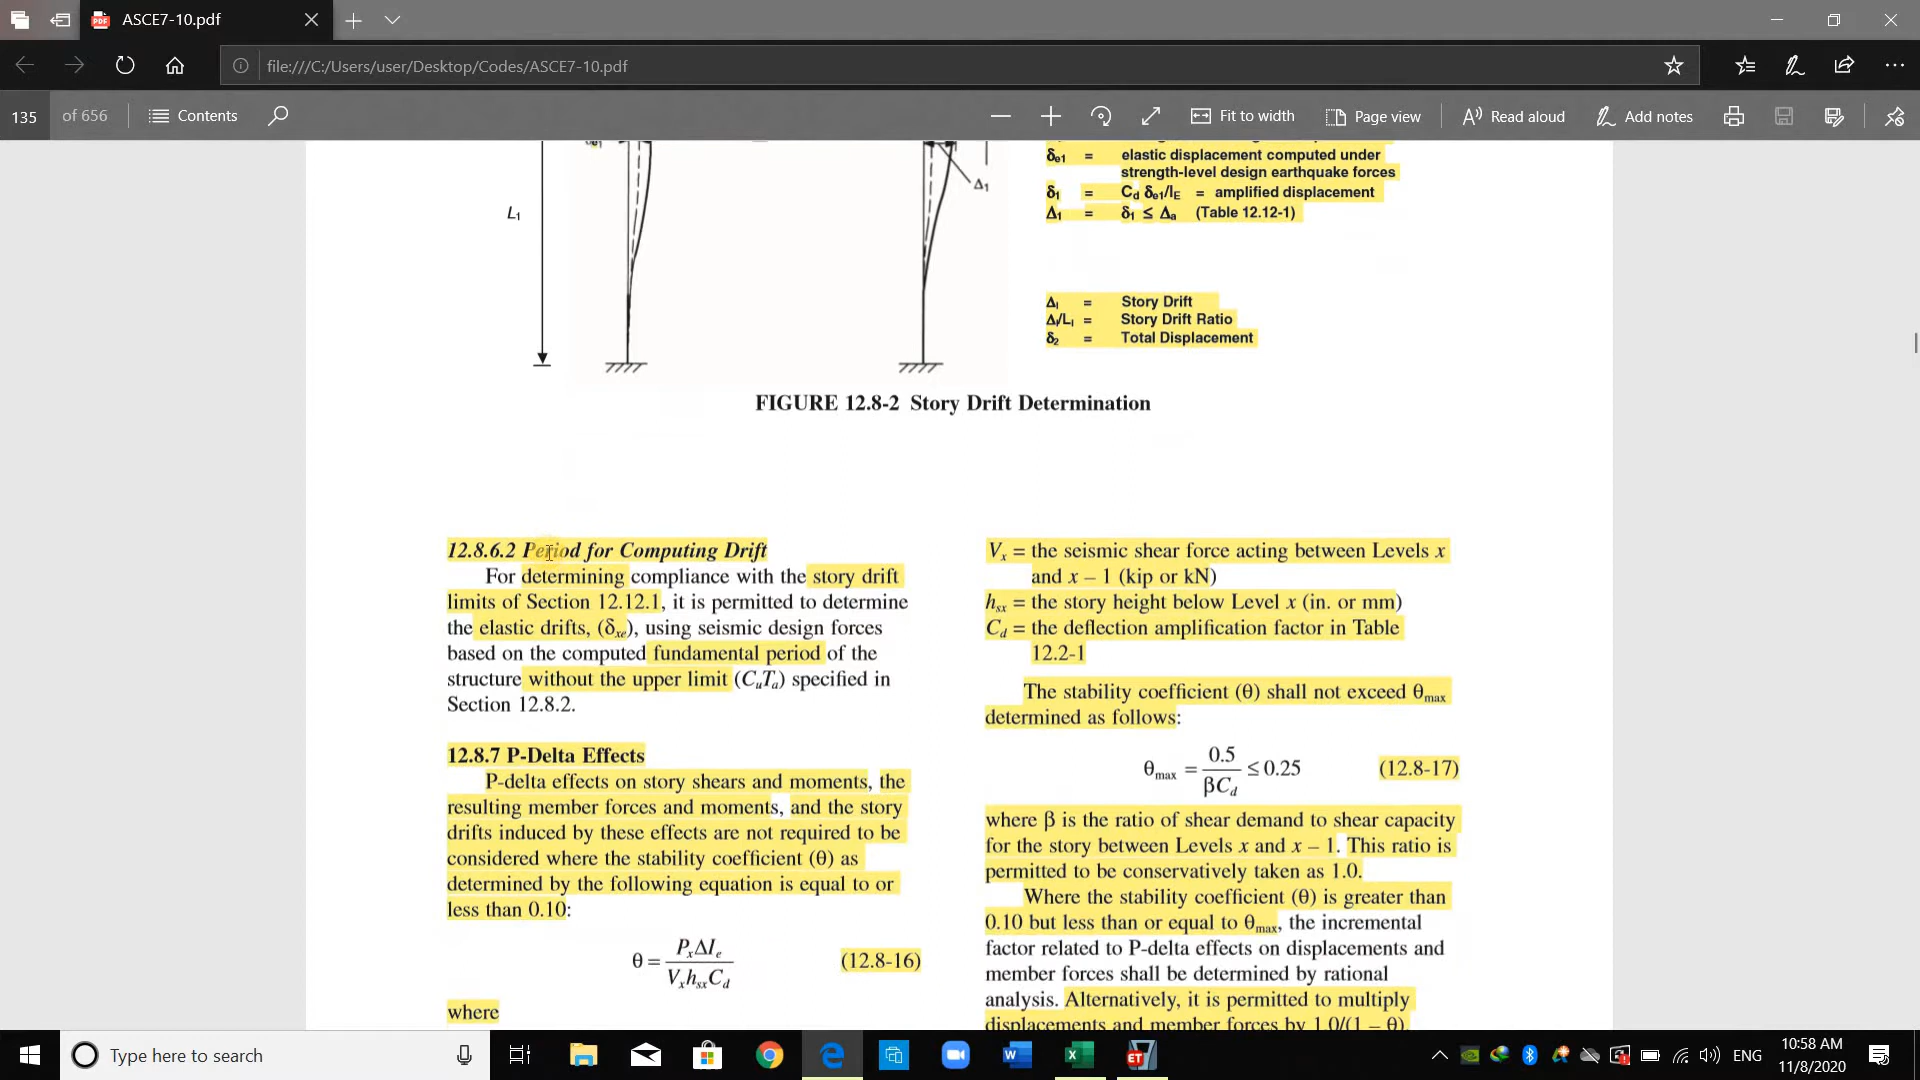 ASCE7-10.pdf
file:///C:/Users/user/Desktop/Codes/ASCE7-10.pdf
135 of 656 Contents Fit to width Page view Read aloud Add notes
L1
Δ1
δe1 = elastic displacement computed under
strength-level design earthquake forces
δ1 = Cd δe1/IE = amplified displacement
Δ1 = δ1 ≤ Δa (Table 12.12-1)
Δi = Story Drift
Δi/Li = Story Drift Ratio
δ2 = Total Displacement
FIGURE 12.8-2 Story Drift Determination
12.8.6.2 Period for Computing Drift
For determining compliance with the story drift
limits of Section 12.12.1, it is permitted to determine
the elastic drifts, (δxe), using seismic design forces
based on the computed fundamental period of the
structure without the upper limit (CuTa) specified in
Section 12.8.2.
12.8.7 P-Delta Effects
P-delta effects on story shears and moments, the
resulting member forces and moments, and the story
drifts induced by these effects are not required to be
considered where the stability coefficient (θ) as
determined by the following equation is equal to or
less than 0.10:
θ = PxΔIe / VxhsxCd (12.8-16)
where
Vx = the seismic shear force acting between Levels x
and x – 1 (kip or kN)
hsx = the story height below Level x (in. or mm)
Cd = the deflection amplification factor in Table
12.2-1
The stability coefficient (θ) shall not exceed θmax
determined as follows:
θmax = 0.5 / βCd ≤ 0.25 (12.8-17)
where β is the ratio of shear demand to shear capacity
for the story between Levels x and x – 1. This ratio is
permitted to be conservatively taken as 1.0.
Where the stability coefficient (θ) is greater than
0.10 but less than or equal to θmax, the incremental
factor related to P-delta effects on displacements and
member forces shall be determined by rational
analysis. Alternatively, it is permitted to multiply
displacements and member forces by 1.0/(1 – θ).
Type here to search
ENG
10:58 AM
11/8/2020